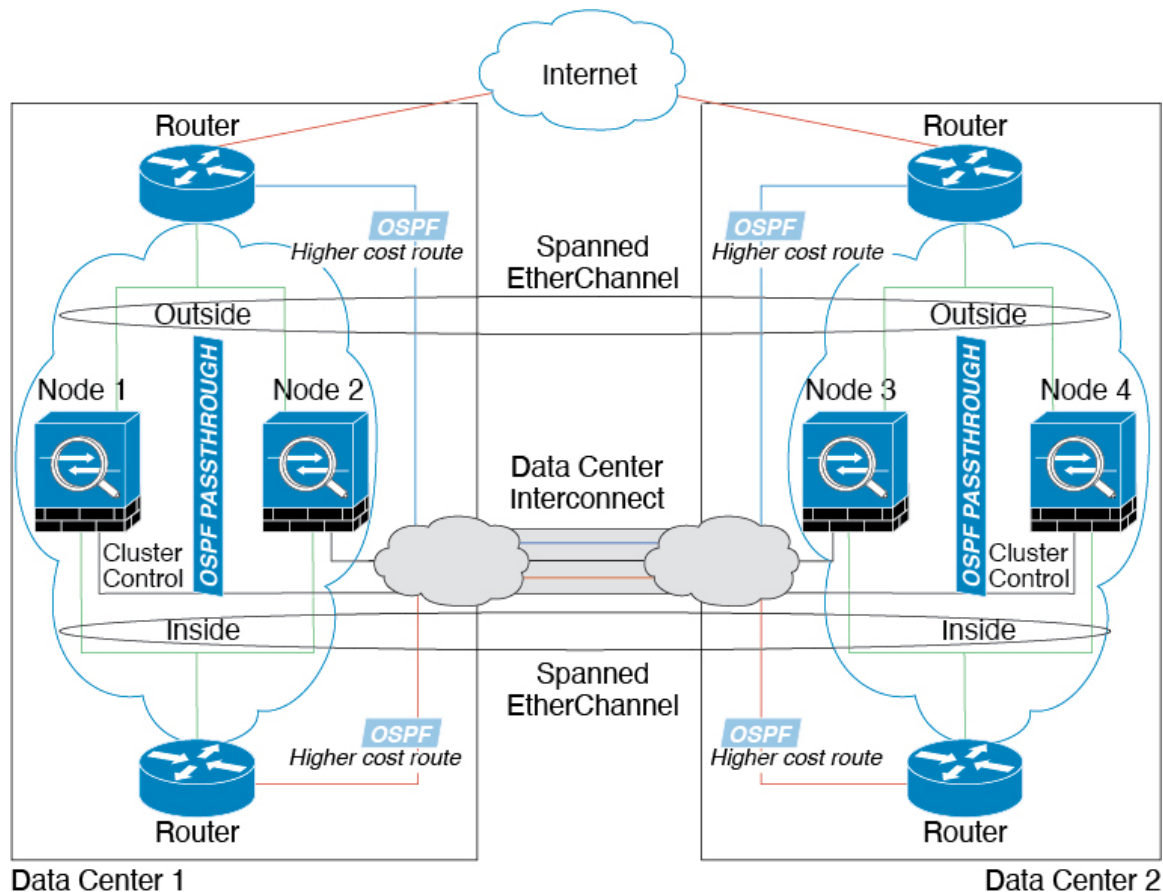 Internet
Router
Router
OSPF
Higher cost route
OSPF
Higher cost route
Spanned
EtherChannel
Outside
Outside
Node 1
Node 2
Node 3
Node 4
OSPF PASSTHROUGH
OSPF PASSTHROUGH
Data Center
Interconnect
Cluster
Control
Cluster
Control
Inside
Inside
Spanned
EtherChannel
OSPF
Higher cost route
OSPF
Higher cost route
Router
Router
Data Center 1
Data Center 2